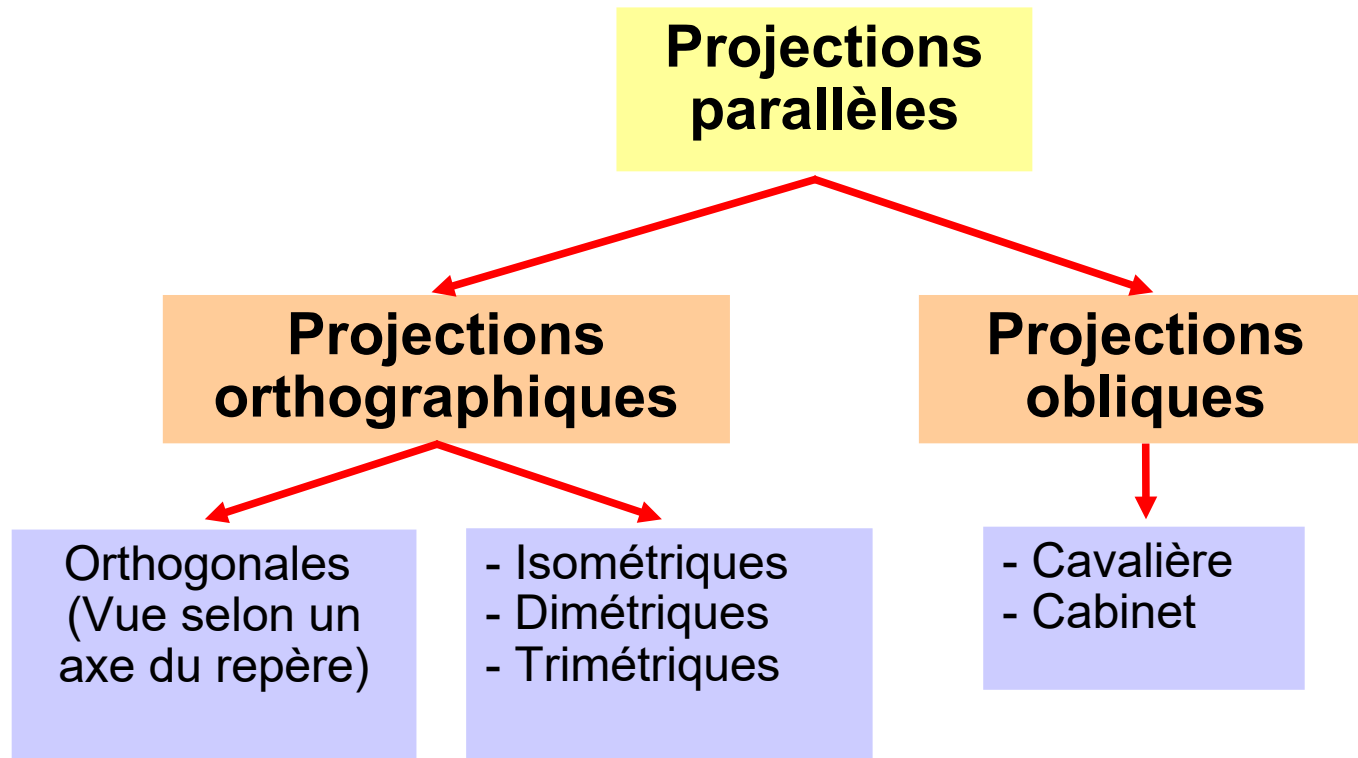 Projections
parallèles
Projections
orthographiques
Projections
obliques
Orthogonales
(Vue selon un
axe du repère)
- Isométriques
- Dimétriques
- Trimétriques
- Cavalière
- Cabinet